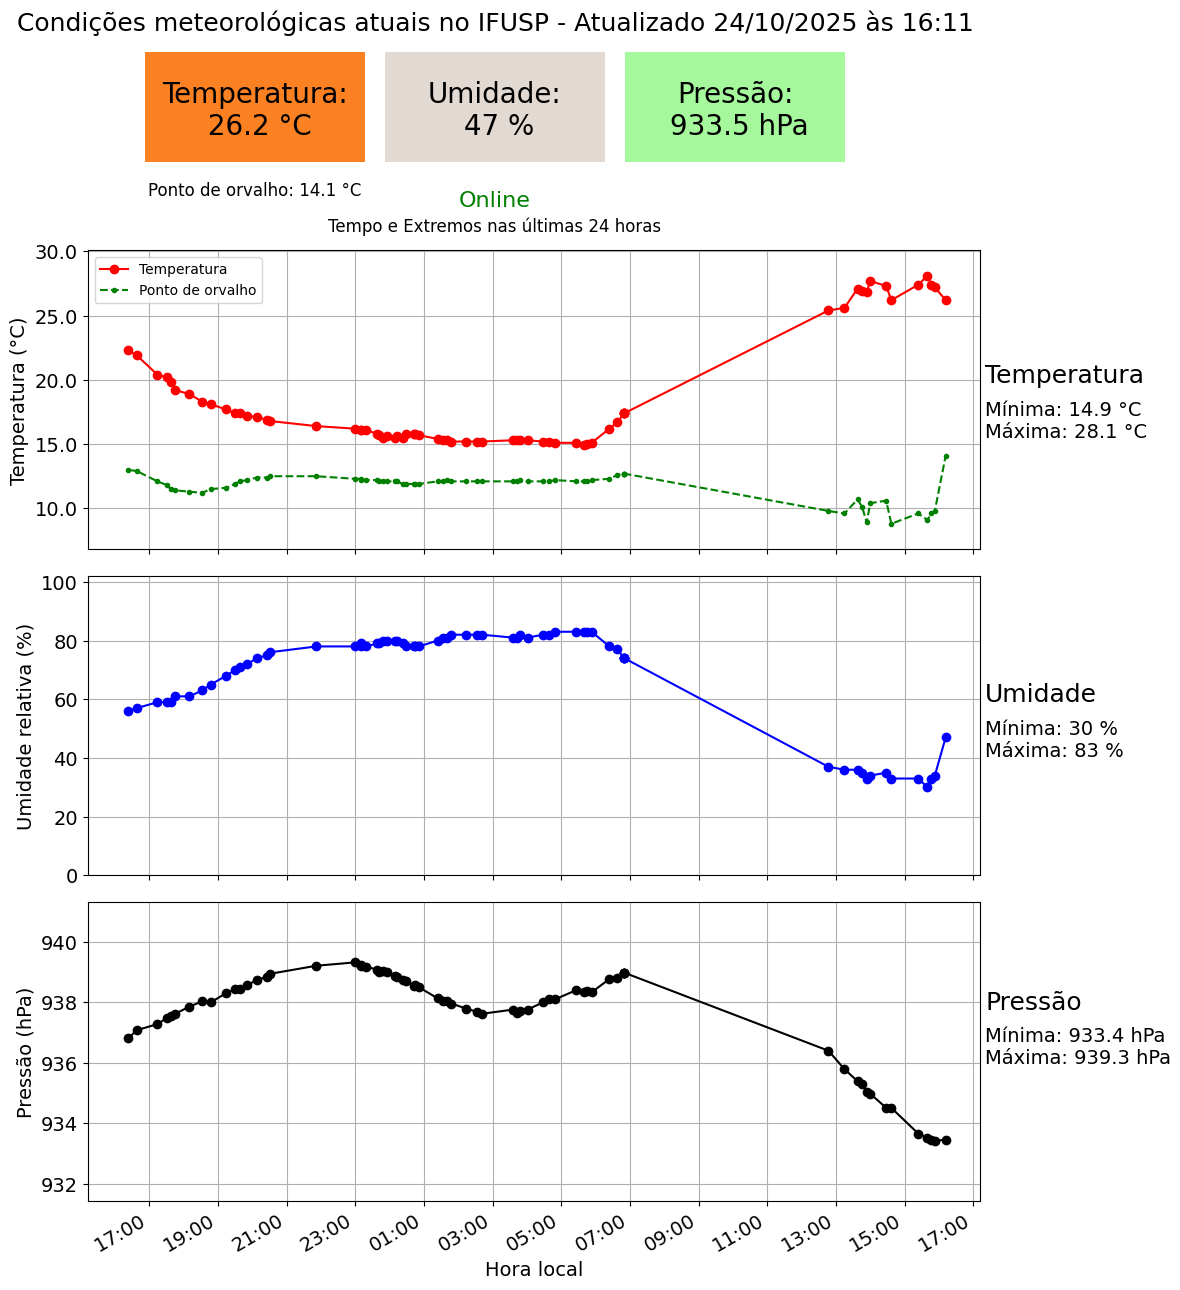 Condições meteorológicas atuais no IFUSP - Atualizado 24/10/2025 às 16:11
Temperatura:
26.2 °C
Umidade:
47 %
Pressão:
933.5 hPa
Ponto de orvalho: 14.1 °C
Online
Tempo e Extremos nas últimas 24 horas
Temperatura (°C)
30.0
25.0
20.0
15.0
10.0
Temperatura
Ponto de orvalho
Temperatura
Mínima: 14.9 °C
Máxima: 28.1 °C
Umidade relativa (%)
100
80
60
40
20
0
Umidade
Mínima: 30 %
Máxima: 83 %
Pressão (hPa)
940
938
936
934
932
Pressão
Mínima: 933.4 hPa
Máxima: 939.3 hPa
17:00 19:00 21:00 23:00 01:00 03:00 05:00 07:00 09:00 11:00 13:00 15:00 17:00
Hora local